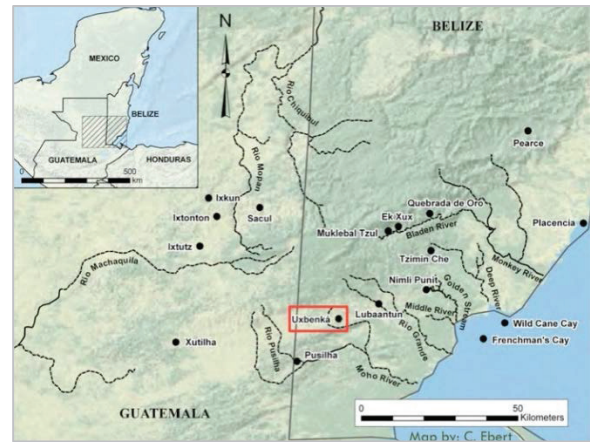 MEXICO
BELIZE
GUATEMALA
HONDURAS
0
500
km
N
BELIZE
Rio Chiquibul
Rio Mopan
Pearce
Ixkun
Ixtonton
Sacul
Ixtutz
Quebrada de Oro
Ek Xux
Muklebal Tzul
Bladen River
Placencia
Monkey River
Tzimin Che
Deep River
Rio Machaquila
Nimli Punit
Golden Stream
Middle River
Lubaantun
Uxbenká
Rio Grande
Wild Cane Cay
Frenchman's Cay
Xutilha
Rio Pusilha
Pusilha
Moho River
GUATEMALA
0
50
Kilometers
Map by: C. Ebert